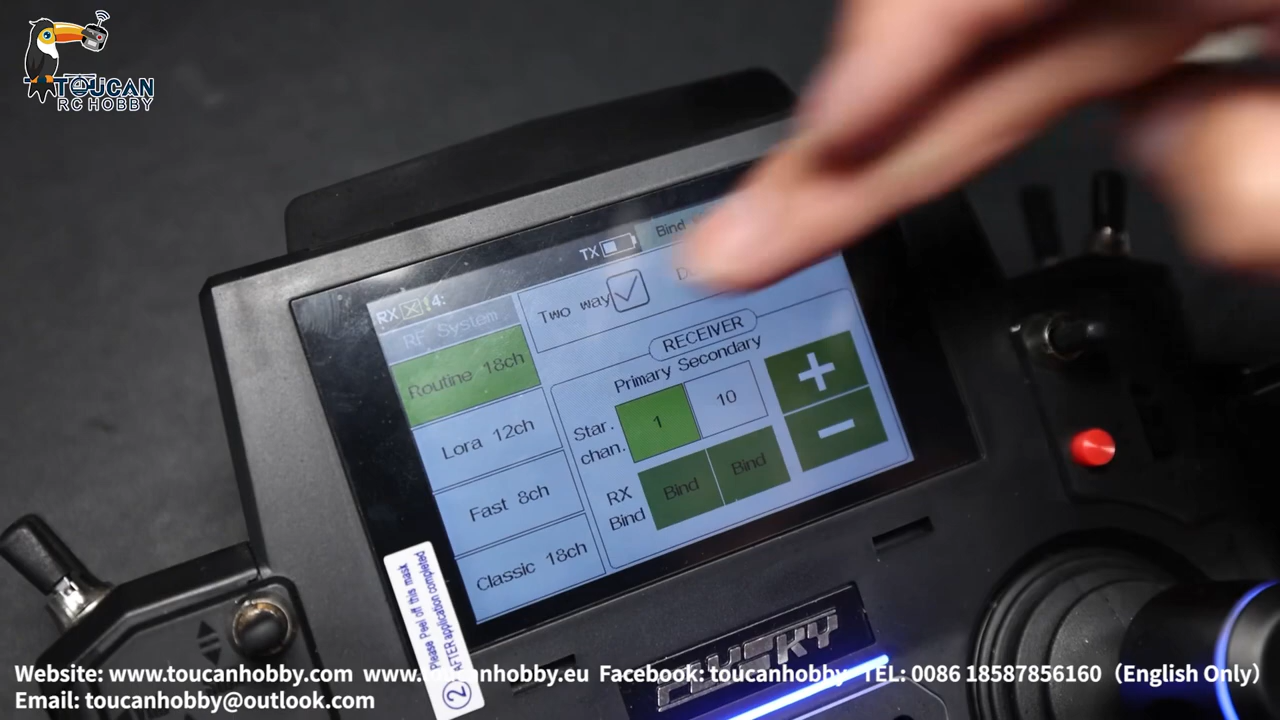 TOUCAN
RC HOBBY
TX
Bind
RX
4:
Two way
RF System
Routine 18ch
Lora 12ch
Fast 8ch
Classic 18ch
RECEIVER
Primary Secondary
Star. chan.
1
10
RX Bind
Bind
Bind
+
-
Please Peel off this mask
AFTER application completed
2
Website: www.toucanhobby.com www.toucanhobby.eu Facebook: toucanhobby TEL: 0086 18587856160（English Only）
Email: toucanhobby@outlook.com